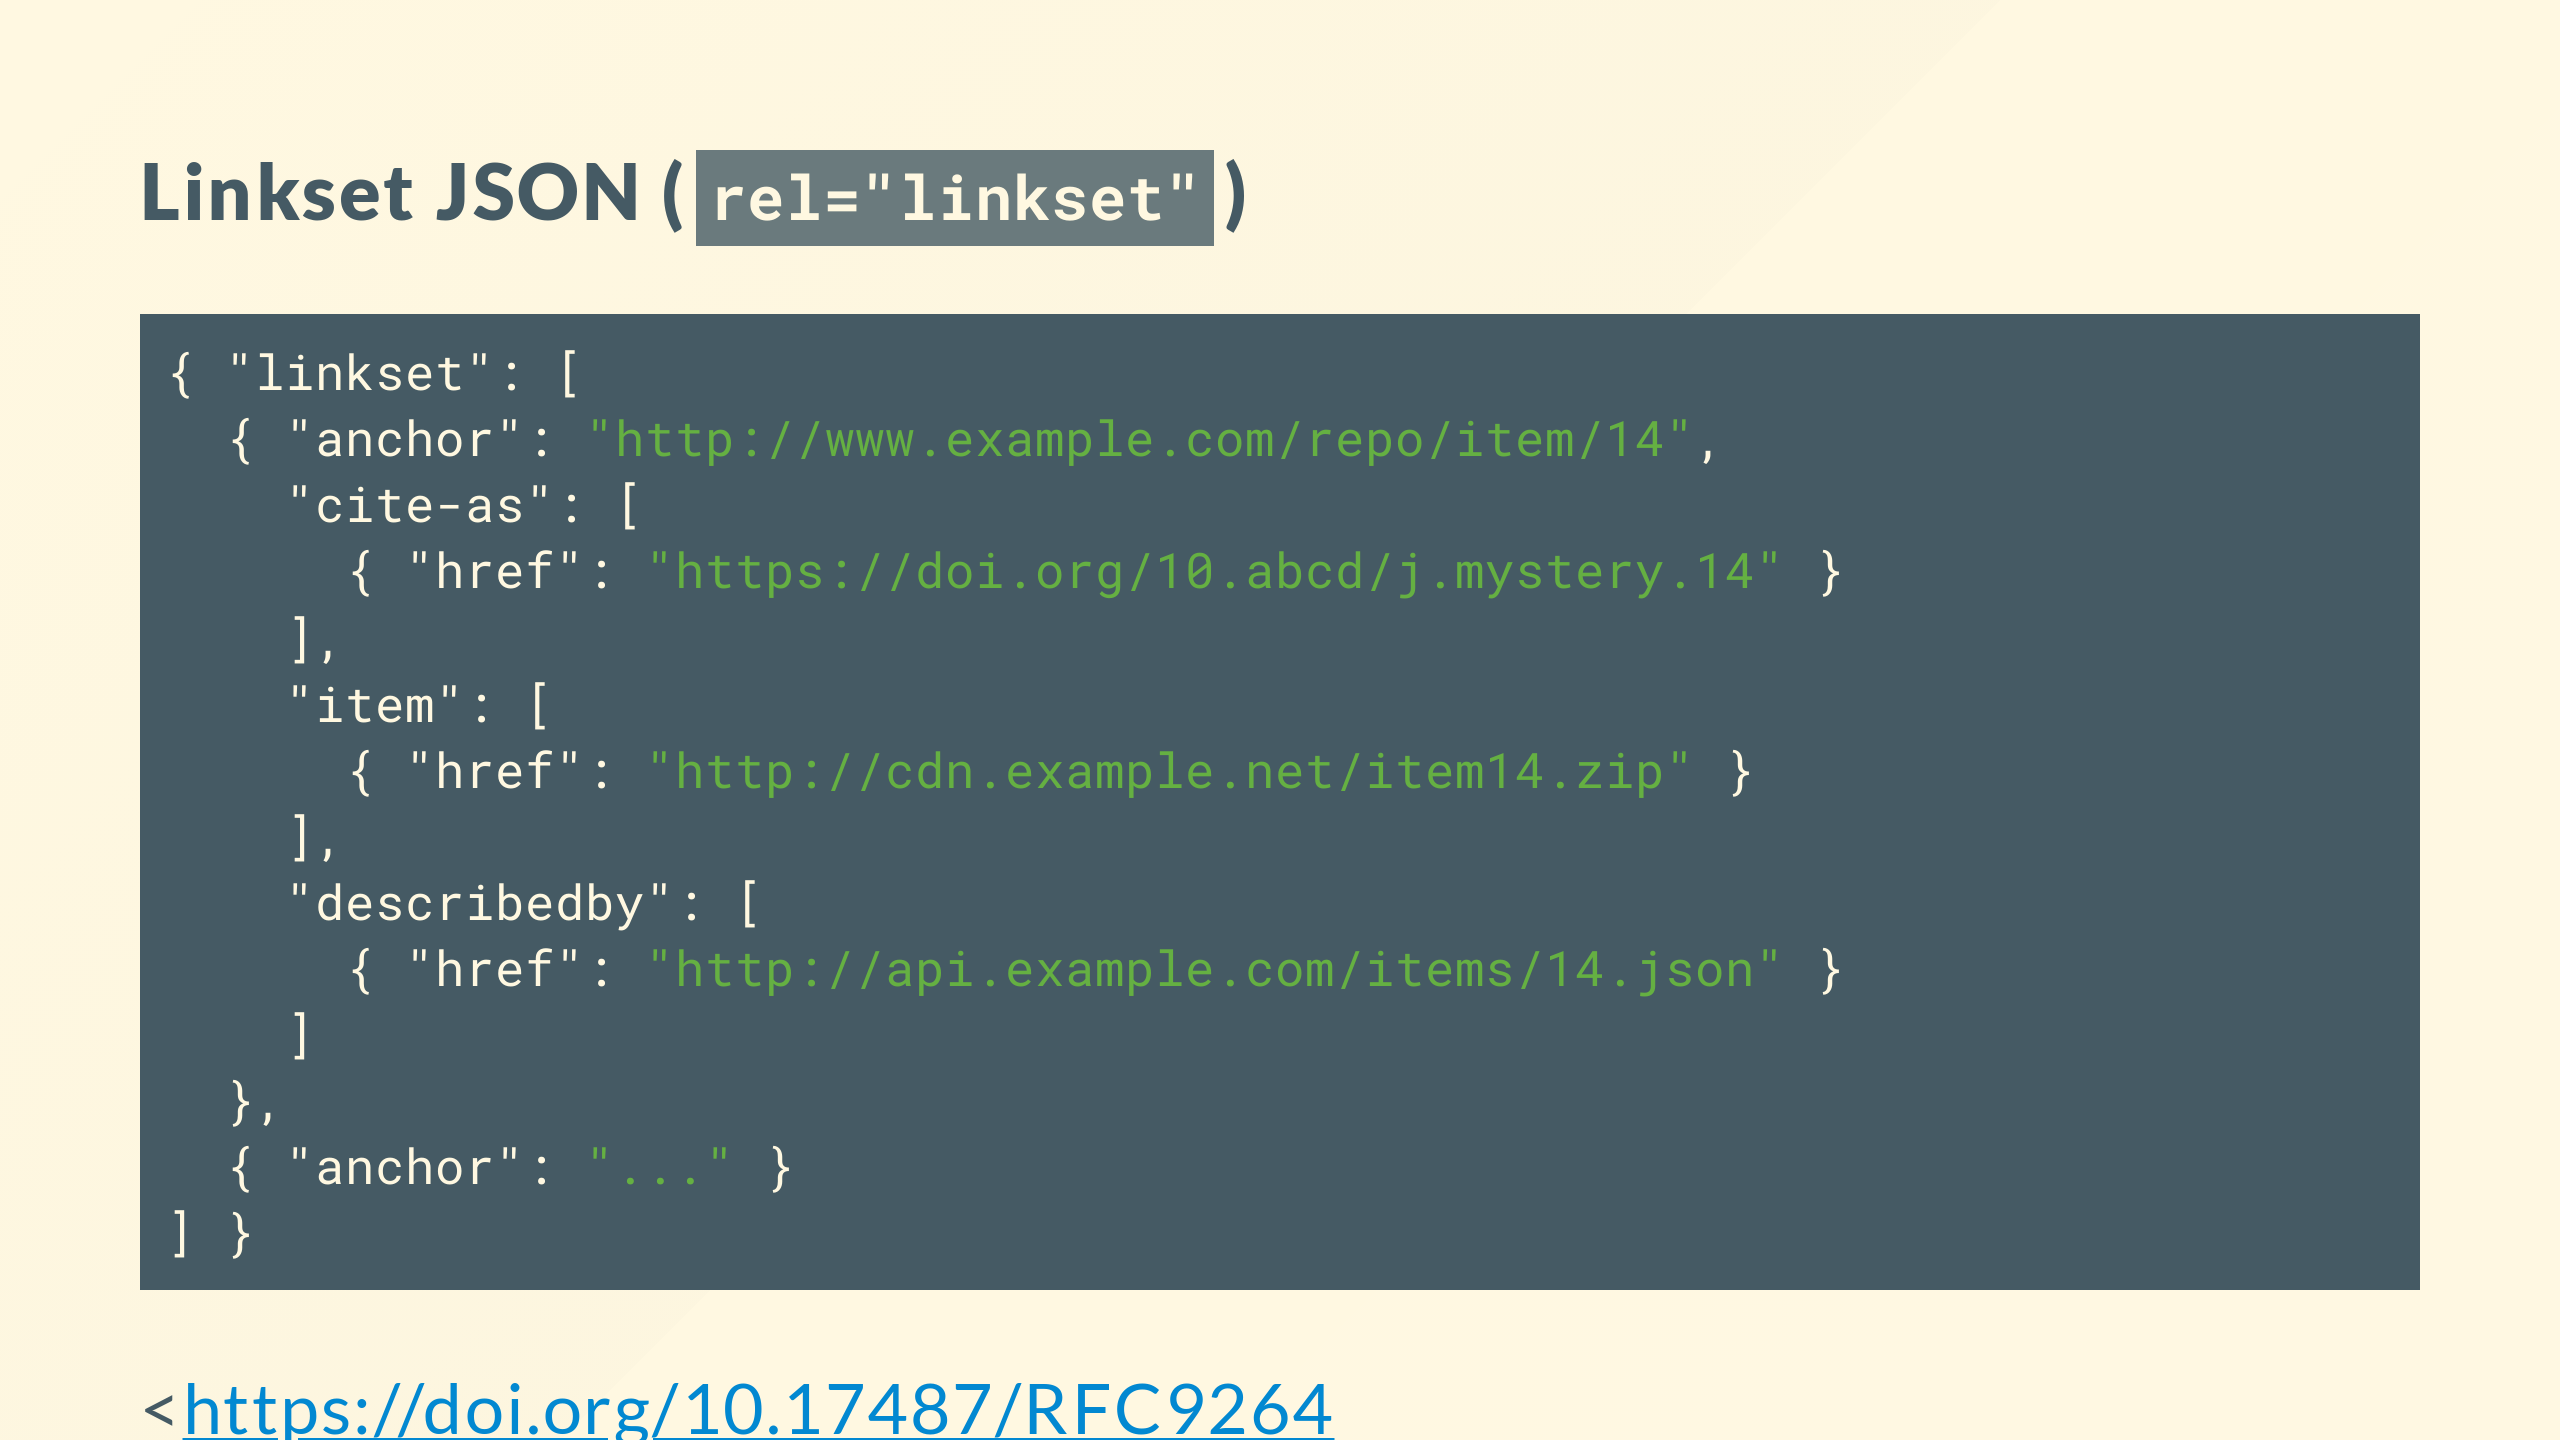 Linkset JSON (rel="linkset")
{ "linkset": [
  { "anchor": "http://www.example.com/repo/item/14",
    "cite-as": [
      { "href": "https://doi.org/10.abcd/j.mystery.14" }
    ],
    "item": [
      { "href": "http://cdn.example.net/item14.zip" }
    ],
    "describedby": [
      { "href": "http://api.example.com/items/14.json" }
    ]
  },
  { "anchor": "..." }
] }
<https://doi.org/10.17487/RFC9264